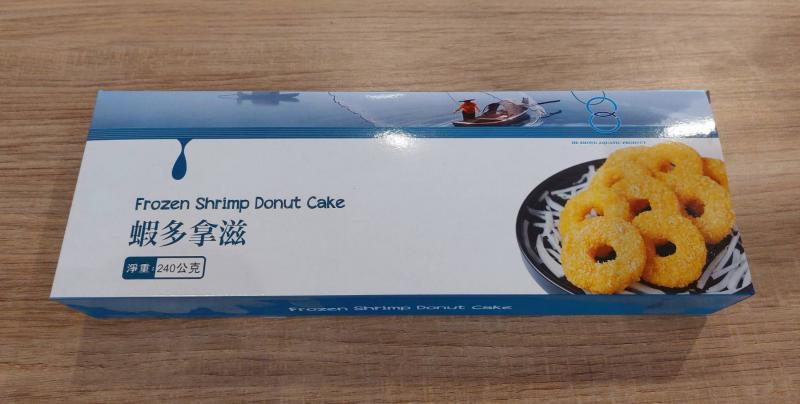 Frozen Shrimp Donut Cake
蝦多拿滋
淨重：240公克
Frozen Shrimp Donut Cake